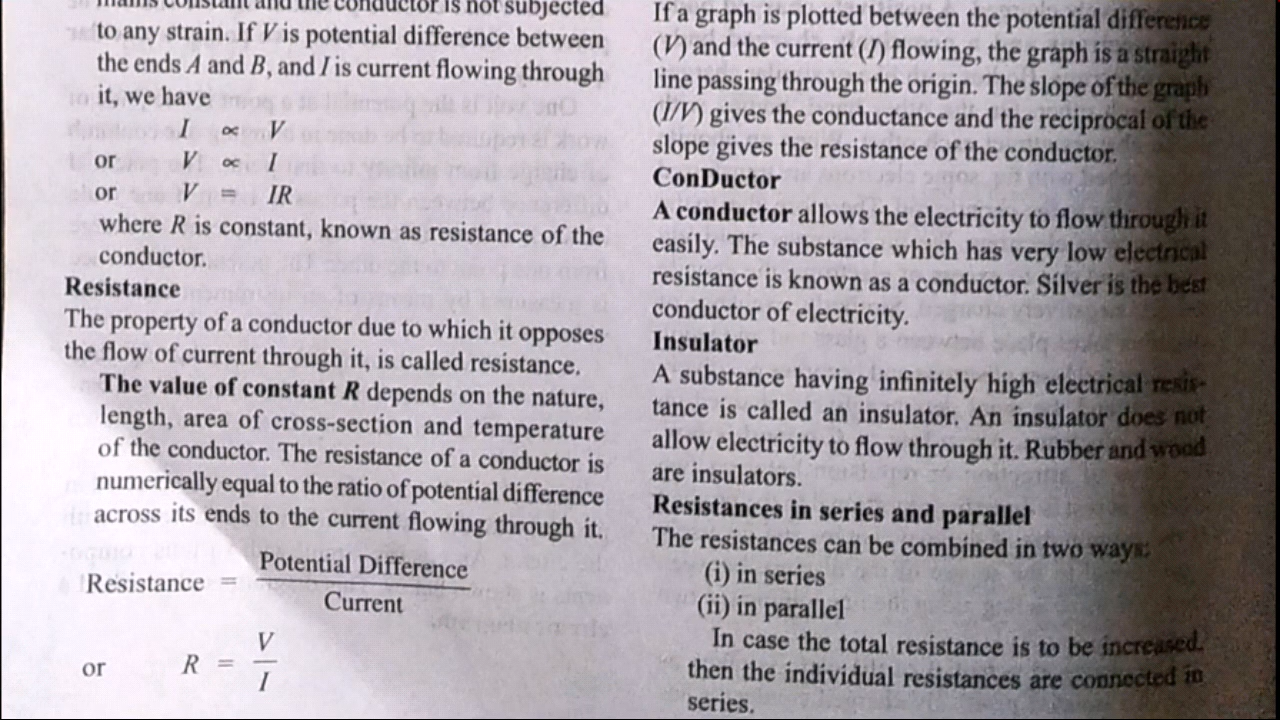 mains constant and the conductor is not subjected
to any strain. If V is potential difference between
the ends A and B, and I is current flowing through
it, we have
I ∝ V
or V ∝ I
or V = IR
where R is constant, known as resistance of the
conductor.
Resistance
The property of a conductor due to which it opposes
the flow of current through it, is called resistance.
The value of constant R depends on the nature,
length, area of cross-section and temperature
of the conductor. The resistance of a conductor is
numerically equal to the ratio of potential difference
across its ends to the current flowing through it.
Resistance = Potential Difference
Current
or R = V
I
If a graph is plotted between the potential difference
(V) and the current (I) flowing, the graph is a straight
line passing through the origin. The slope of the graph
(I/V) gives the conductance and the reciprocal of the
slope gives the resistance of the conductor.
ConDuctor
A conductor allows the electricity to flow through it
easily. The substance which has very low electrical
resistance is known as a conductor. Silver is the best
conductor of electricity.
Insulator
A substance having infinitely high electrical resis-
tance is called an insulator. An insulator does not
allow electricity to flow through it. Rubber and wood
are insulators.
Resistances in series and parallel
The resistances can be combined in two ways:
(i) in series
(ii) in parallel
In case the total resistance is to be increased.
then the individual resistances are connected in
series.